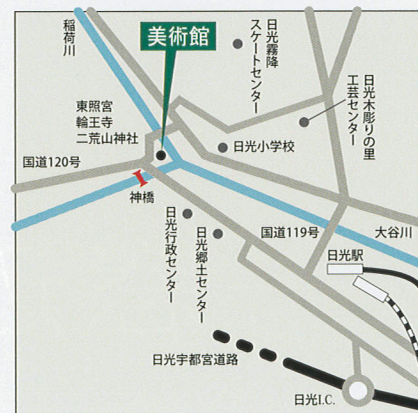 稲荷川
美術館
日光霧降
スケートセンター
日光木彫りの里
工芸センター
東照宮
輪王寺
二荒山神社
日光小学校
国道120号
神橋
日光行政センター
日光郷土センター
国道119号
大谷川
日光駅
日光宇都宮道路
日光I.C.